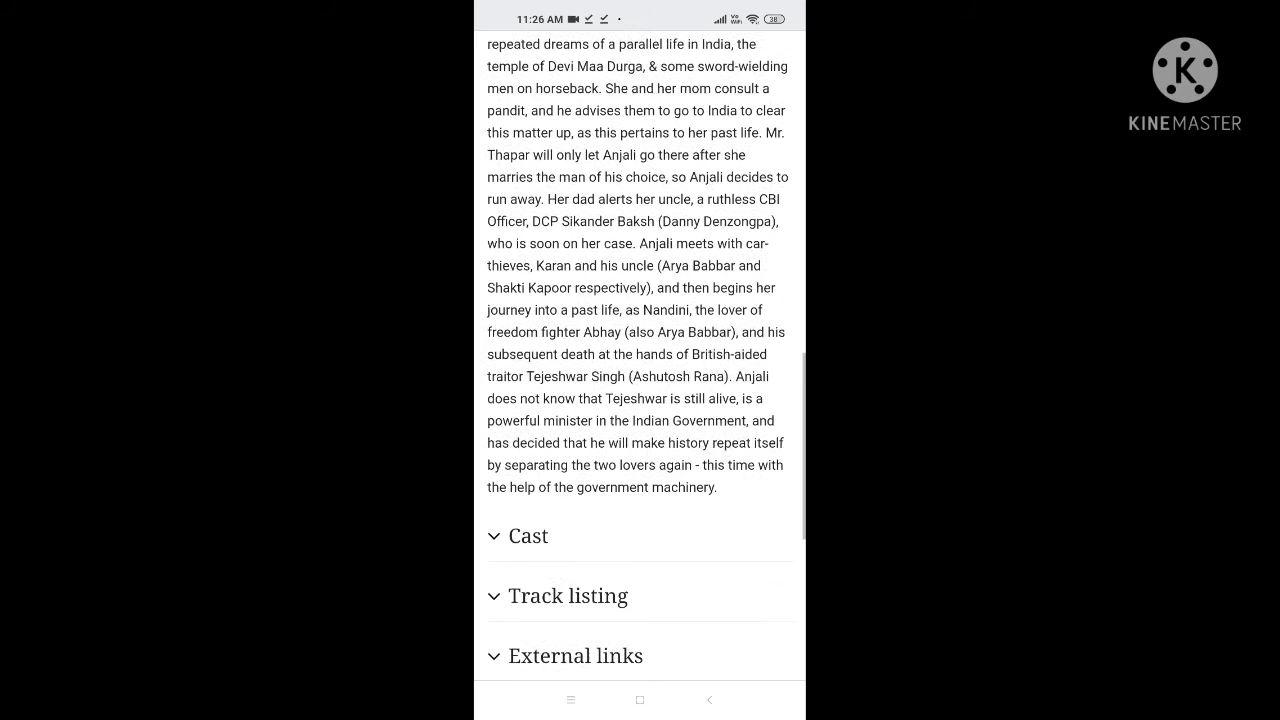 11:26 AM
Vo
WiFi
38
repeated dreams of a parallel life in India, the
temple of Devi Maa Durga, & some sword-wielding
men on horseback. She and her mom consult a
pandit, and he advises them to go to India to clear
this matter up, as this pertains to her past life. Mr.
Thapar will only let Anjali go there after she
marries the man of his choice, so Anjali decides to
run away. Her dad alerts her uncle, a ruthless CBI
Officer, DCP Sikander Baksh (Danny Denzongpa),
who is soon on her case. Anjali meets with car-
thieves, Karan and his uncle (Arya Babbar and
Shakti Kapoor respectively), and then begins her
journey into a past life, as Nandini, the lover of
freedom fighter Abhay (also Arya Babbar), and his
subsequent death at the hands of British-aided
traitor Tejeshwar Singh (Ashutosh Rana). Anjali
does not know that Tejeshwar is still alive, is a
powerful minister in the Indian Government, and
has decided that he will make history repeat itself
by separating the two lovers again - this time with
the help of the government machinery.
Cast
Track listing
External links
K
KINEMASTER